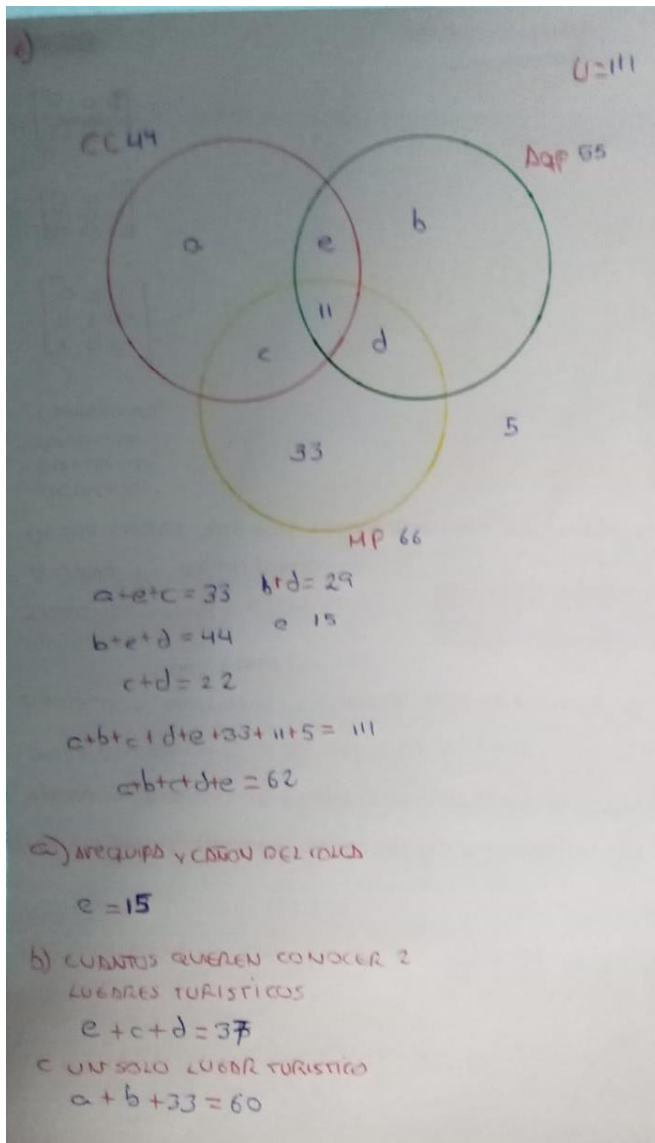 U=111
CC 44
Aqp 55
a
e
b
11
c
d
33
5
MP 66
a+e+c=33 b+d=29
b+e+d=44 e 15
c+d=22
a+b+c+d+e+33+11+5=111
a+b+c+d+e=62
a) AREQUIPA Y CAÑON DEL COLCA
e=15
b) CUANTOS QUIEREN CONOCER 2
LUGARES TURISTICOS
e+c+d=37
C UN SOLO LUGAR TURISTICO
a+b+33=60